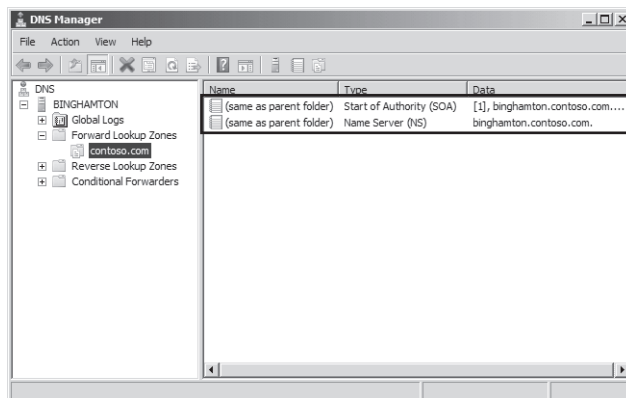 DNS Manager
File Action View Help
DNS
BINGHAMTON
Global Logs
Forward Lookup Zones
contoso.com
Reverse Lookup Zones
Conditional Forwarders
Name Type Data
(same as parent folder) Start of Authority (SOA) [1], binghamton.contoso.com....
(same as parent folder) Name Server (NS) binghamton.contoso.com.